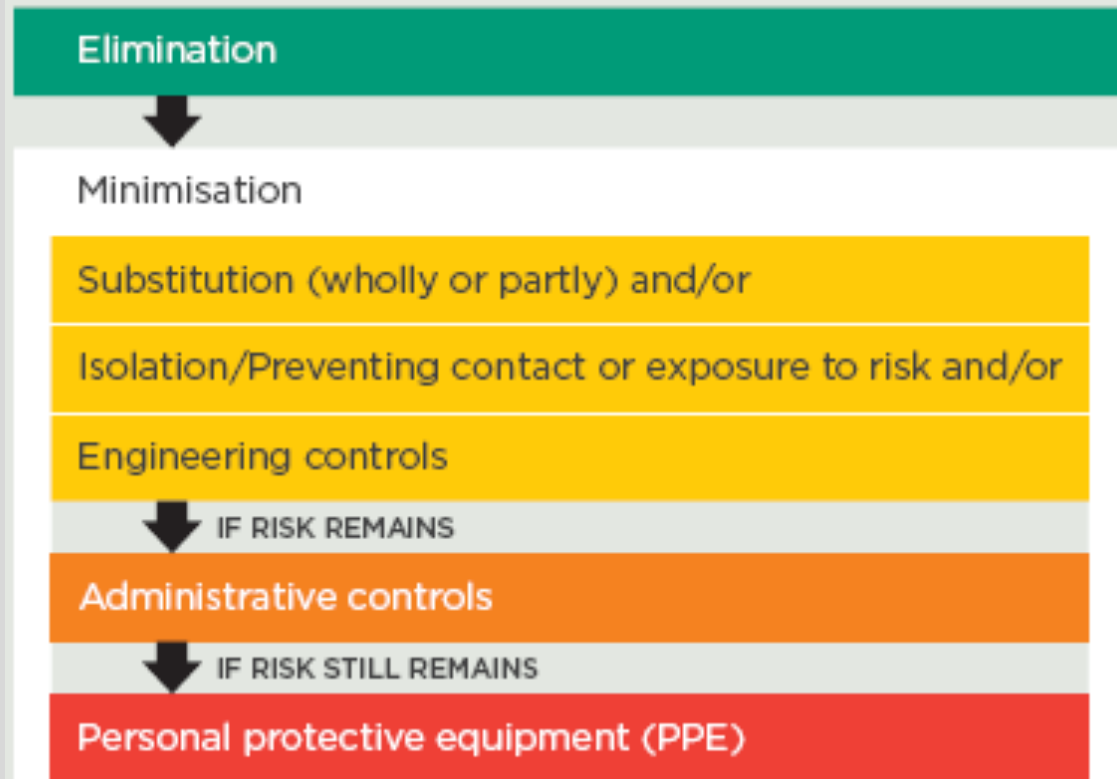 Elimination
Minimisation
Substitution (wholly or partly) and/or
Isolation/Preventing contact or exposure to risk and/or
Engineering controls
IF RISK REMAINS
Administrative controls
IF RISK STILL REMAINS
Personal protective equipment (PPE)